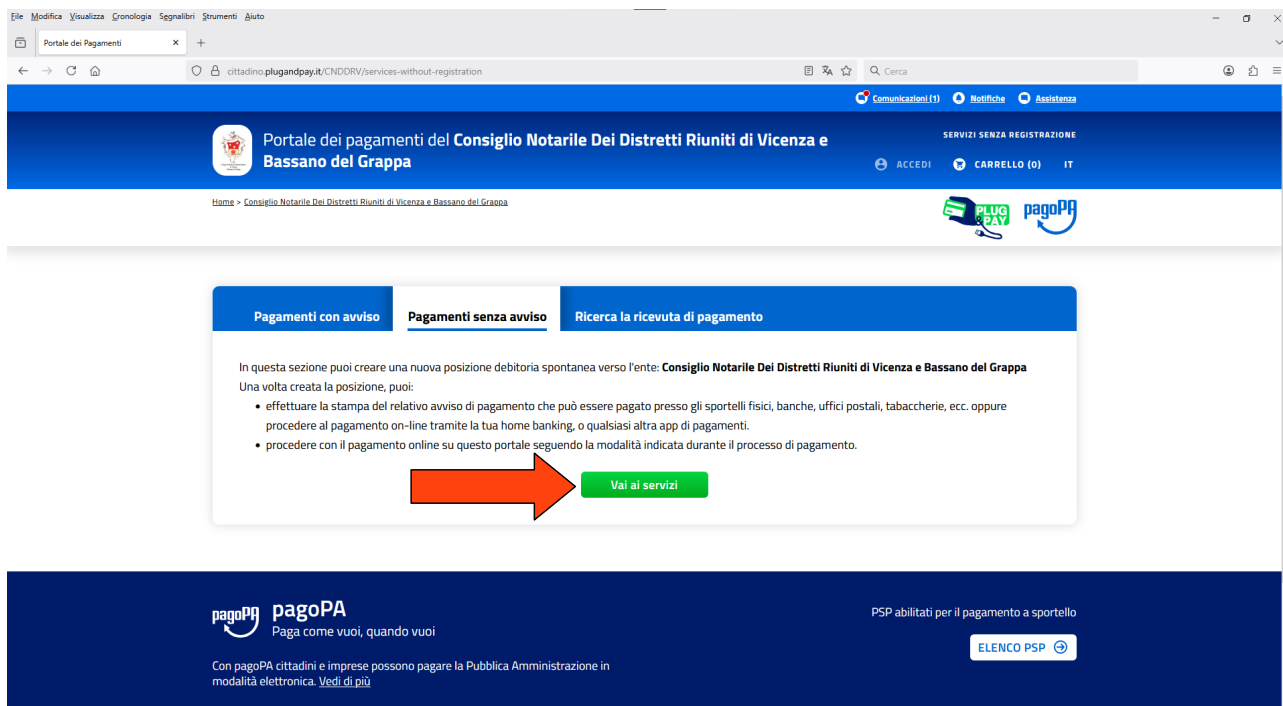 File Modifica Visualizza Cronologia Segnalibri Strumenti Aiuto
Portale dei Pagamenti
cittadino.plugandpay.it/CNDDRV/services-without-registration
Cerca
Comunicazioni (1) Notifiche Assistenza
Portale dei pagamenti del Consiglio Notarile Dei Distretti Riuniti di Vicenza e
Bassano del Grappa
SERVIZI SENZA REGISTRAZIONE
ACCEDI CARRELLO (0) IT
Home > Consiglio Notarile Dei Distretti Riuniti di Vicenza e Bassano del Grappa
PLUG
&PAY
pagoPA
Pagamenti con avviso Pagamenti senza avviso Ricerca la ricevuta di pagamento
In questa sezione puoi creare una nuova posizione debitoria spontanea verso l'ente: Consiglio Notarile Dei Distretti Riuniti di Vicenza e Bassano del Grappa
Una volta creata la posizione, puoi:
• effettuare la stampa del relativo avviso di pagamento che può essere pagato presso gli sportelli fisici, banche, uffici postali, tabaccherie, ecc. oppure
procedere al pagamento on-line tramite la tua home banking, o qualsiasi altra app di pagamenti.
• procedere con il pagamento online su questo portale seguendo la modalità indicata durante il processo di pagamento.
Vai ai servizi
pagoPA
pagoPA
Paga come vuoi, quando vuoi
Con pagoPA cittadini e imprese possono pagare la Pubblica Amministrazione in
modalità elettronica. Vedi di più
PSP abilitati per il pagamento a sportello
ELENCO PSP